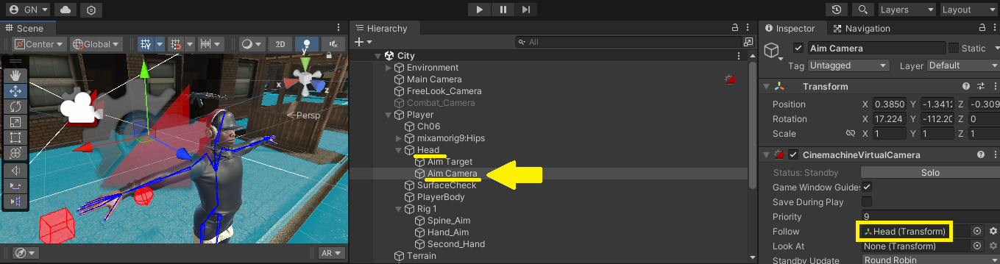 GN
Layers
Layout
Scene
Hierarchy
Inspector
Navigation
Center
Global
2D
All
City
Environment
Main Camera
FreeLook_Camera
Combat_Camera
Player
Ch06
mixamorig9:Hips
Head
Aim Target
Aim Camera
SurfaceCheck
PlayerBody
Rig 1
Spine_Aim
Hand_Aim
Second_Hand
Terrain
y
x
z
Persp
AR
Aim Camera
Static
Tag Untagged Layer Default
Transform
Position X 0.3850 Y -1.3412 Z -0.309
Rotation X 17.224 Y -112.20 Z 0
Scale X 1 Y 1 Z 1
CinemachineVirtualCamera
Status: Standby Solo
Game Window Guides
Save During Play
Priority 9
Follow Head (Transform)
Look At None (Transform)
Standby Update Round Robin